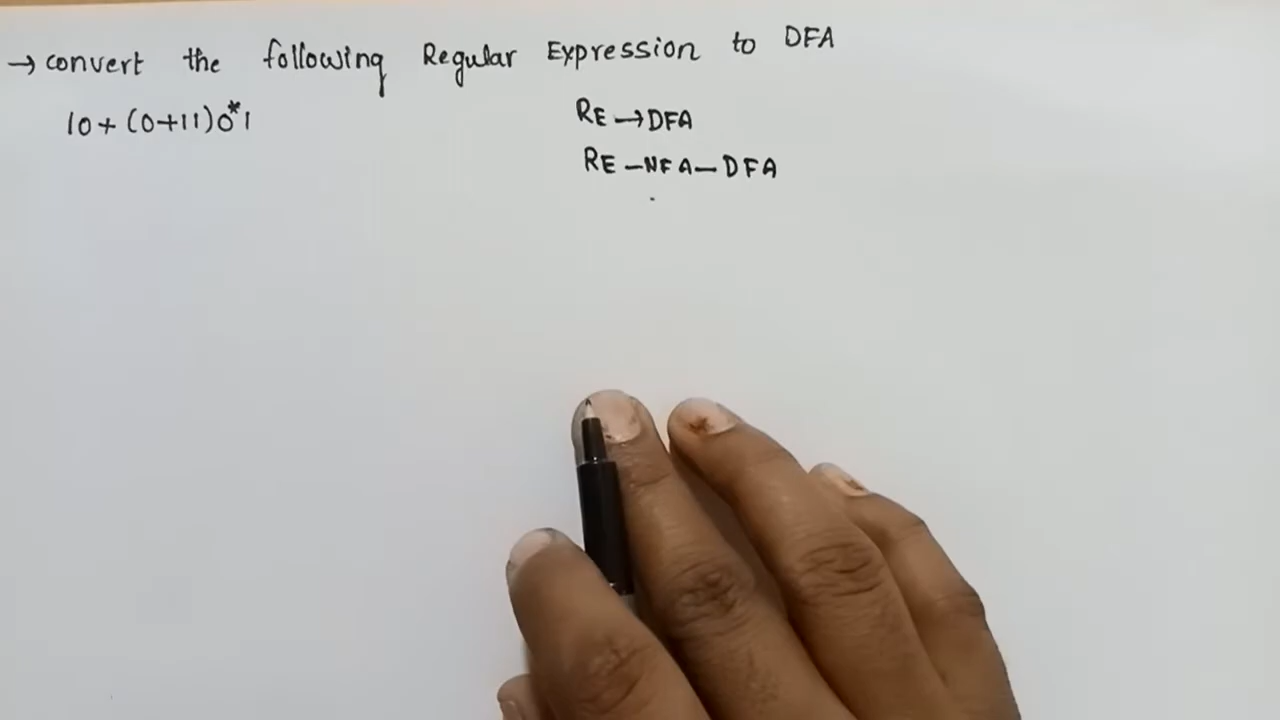 → convert the following Regular Expression to DFA
10+(0+11)0*1
RE→DFA
RE–NFA–DFA